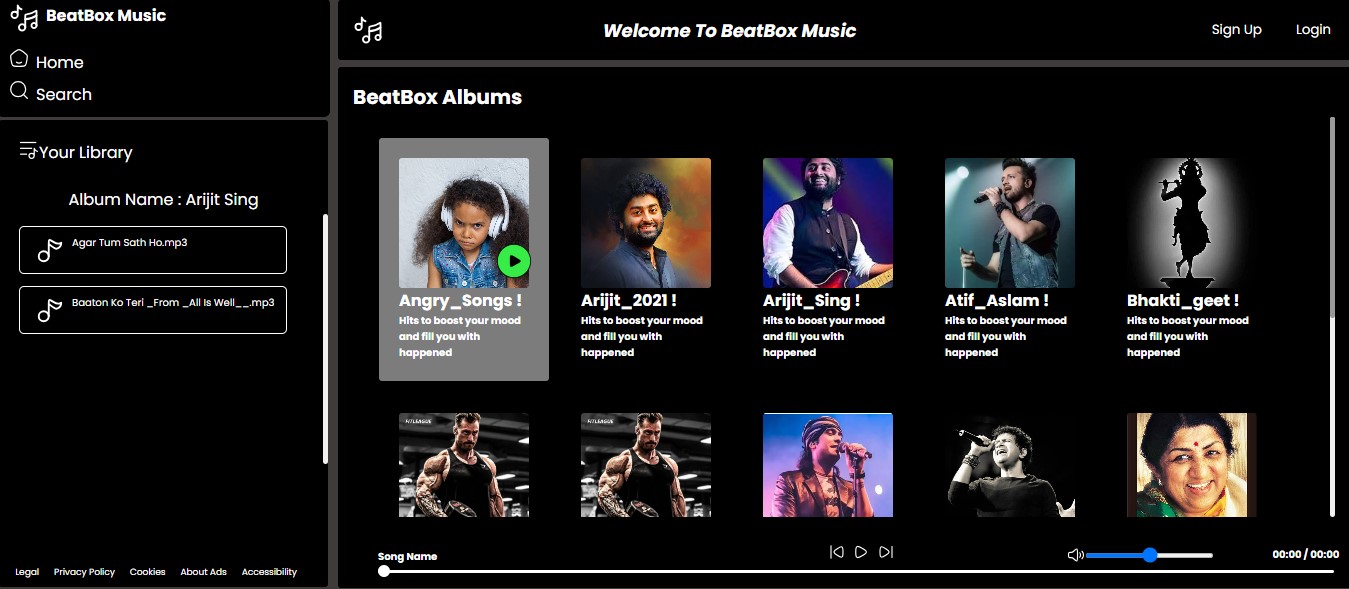 BeatBox Music
Home
Search
Your Library
Album Name : Arijit Sing
Agar Tum Sath Ho.mp3
Baaton Ko Teri _From _All Is Well__.mp3
Legal Privacy Policy Cookies About Ads Accessibility
Welcome To BeatBox Music
Sign Up Login
BeatBox Albums
Angry_Songs !
Hits to boost your mood
and fill you with
happened
Arijit_2021 !
Hits to boost your mood
and fill you with
happened
Arijit_Sing !
Hits to boost your mood
and fill you with
happened
Atif_Aslam !
Hits to boost your mood
and fill you with
happened
Bhakti_geet !
Hits to boost your mood
and fill you with
happened
FITLEAGUE
FITLEAGUE
Song Name
00:00 / 00:00